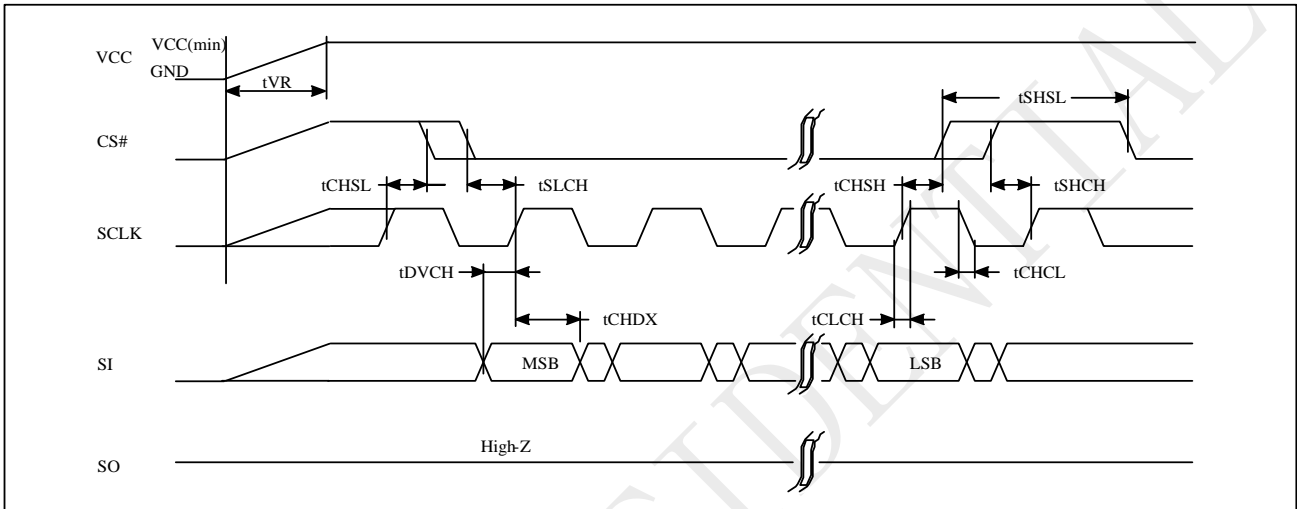 VCC(min)
VCC
GND
tVR
tSHSL
CS#
tCHSL
tSLCH
tCHSH
tSHCH
SCLK
tDVCH
tCHCL
tCHDX
tCLCH
SI
MSB
LSB
High-Z
SO
IDENTIAL